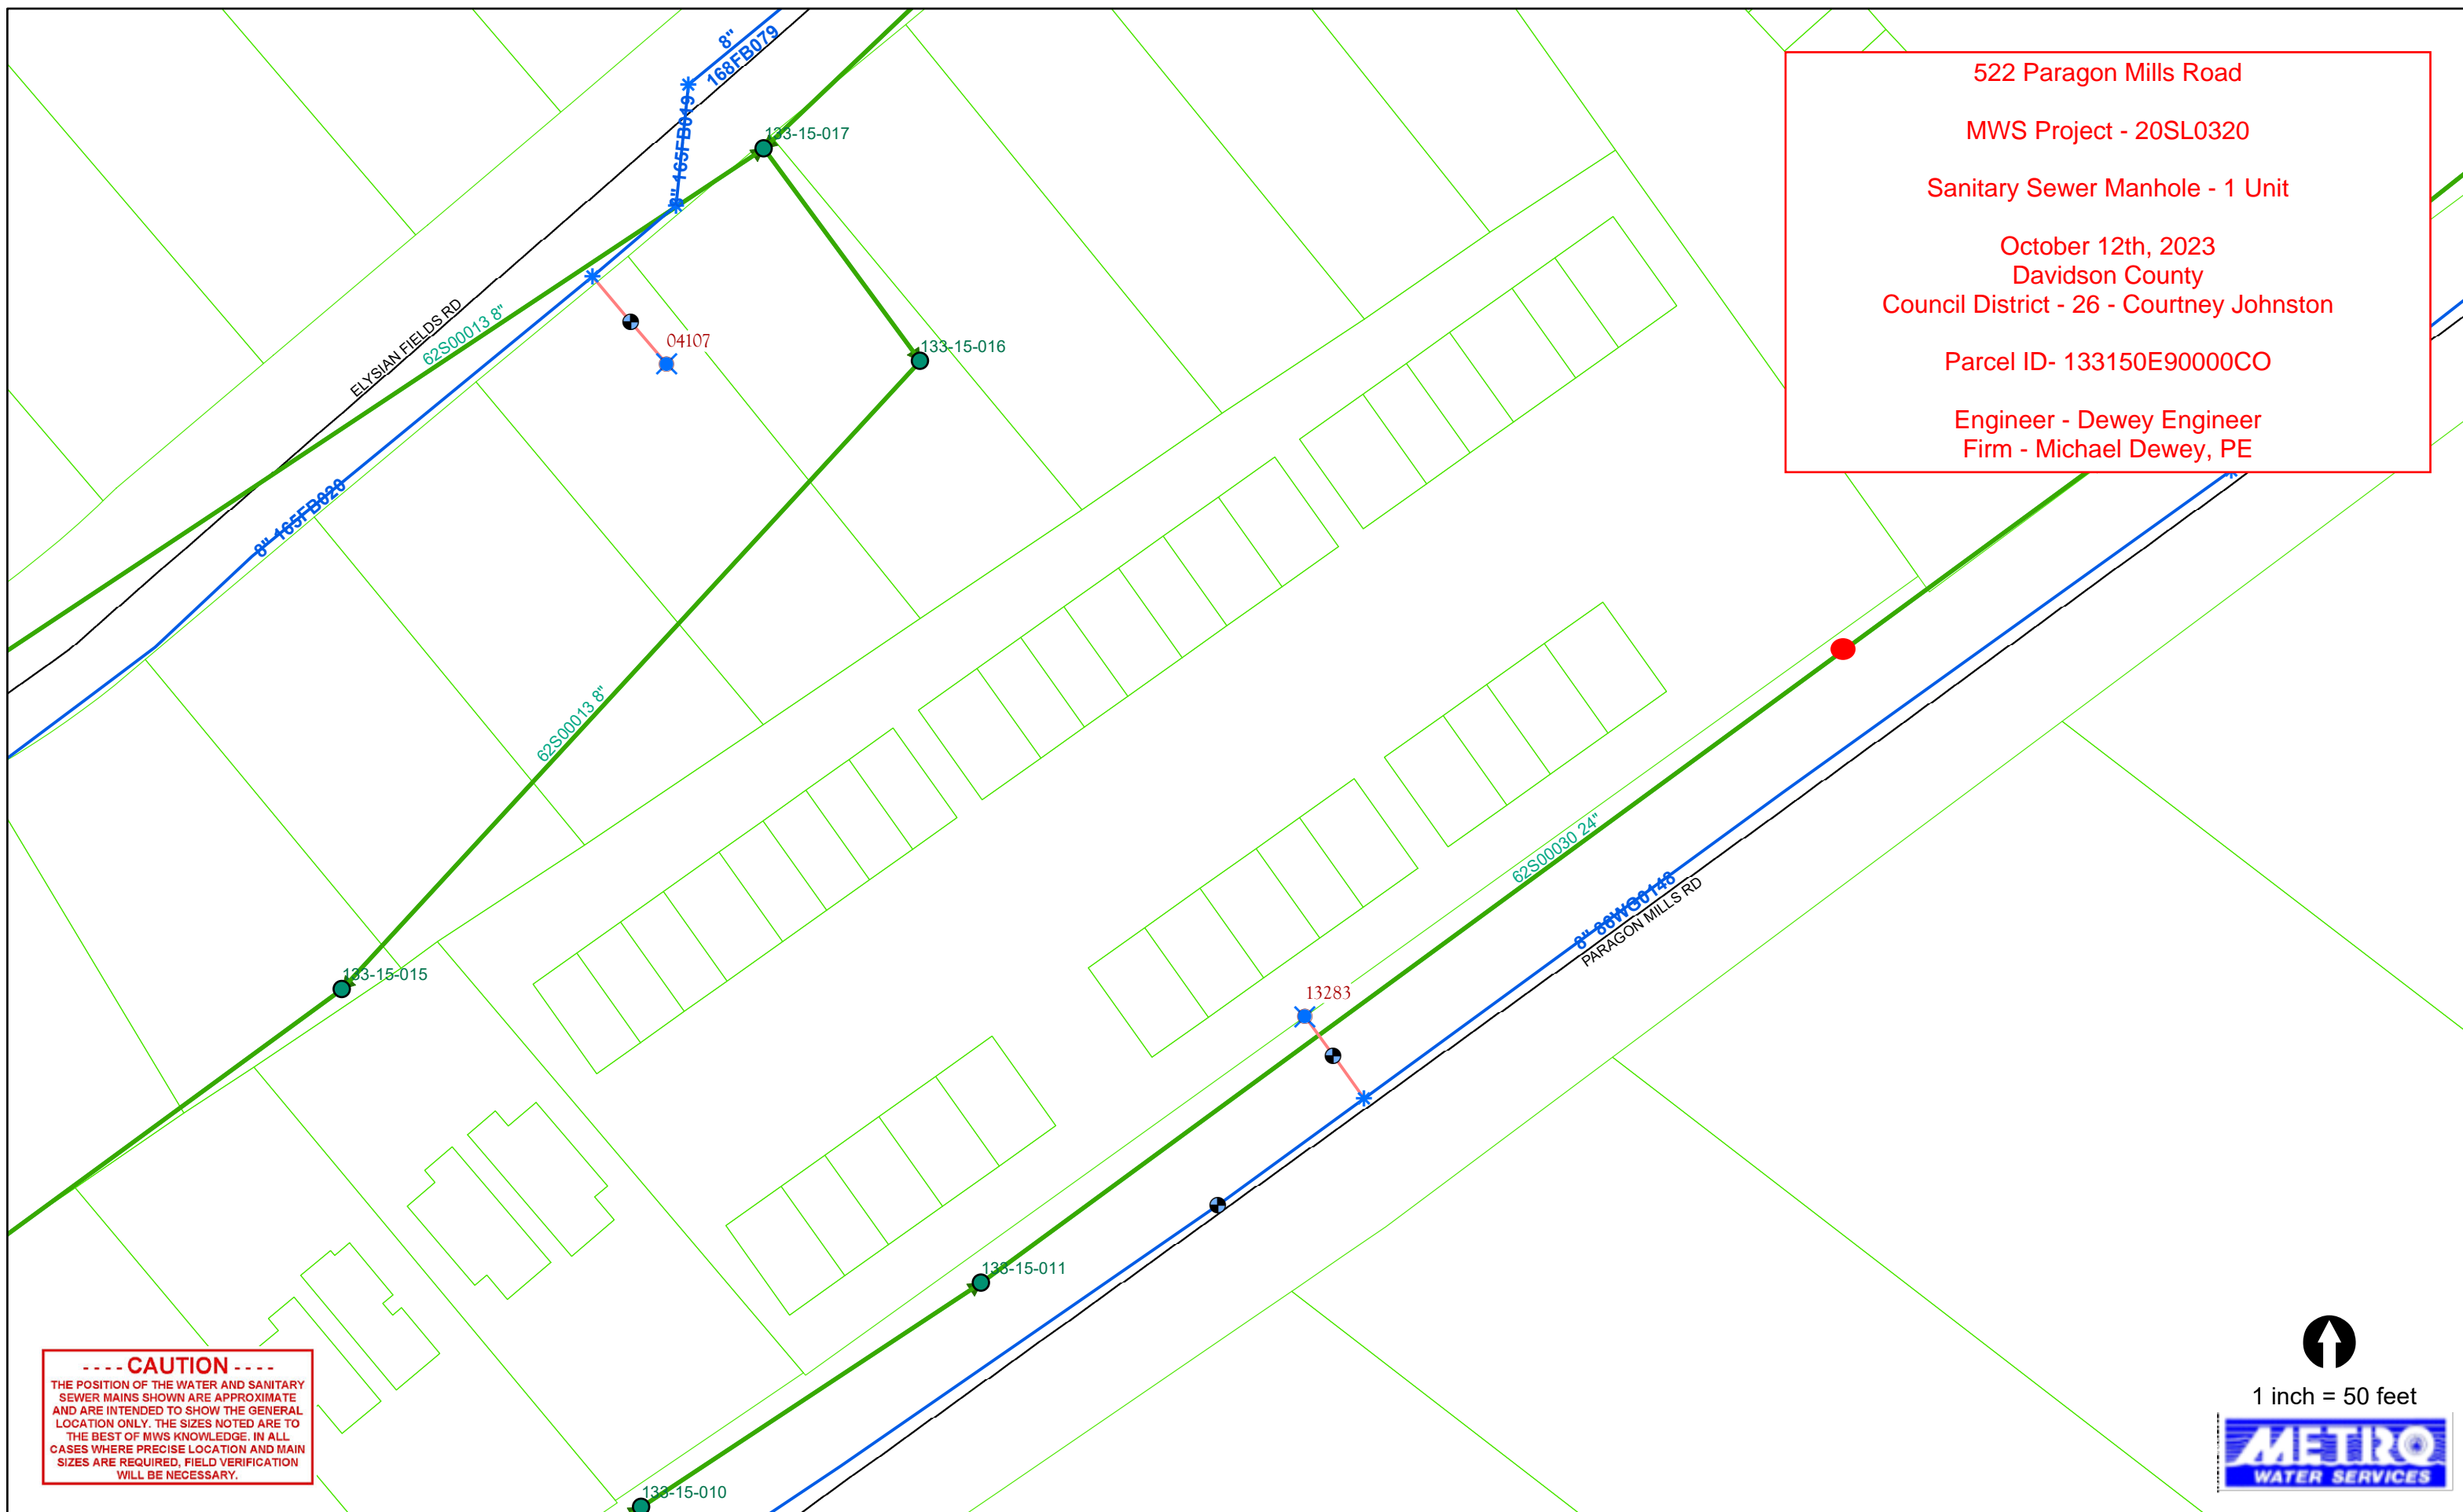 8"
168FB079
8" 165FB049
133-15-017
522 Paragon Mills Road
MWS Project - 20SL0320
Sanitary Sewer Manhole - 1 Unit
October 12th, 2023
Davidson County
Council District - 26 - Courtney Johnston
Parcel ID- 133150E90000CO
Engineer - Dewey Engineer
Firm - Michael Dewey, PE
ELYSIAN FIELDS RD
62S00013 8"
04107
133-15-016
8" 165FB020
62S00013 8"
62S00030 24"
8" 86WG0148
PARAGON MILLS RD
133-15-015
13283
133-15-011
133-15-010
- - - - CAUTION - - - -
THE POSITION OF THE WATER AND SANITARY
SEWER MAINS SHOWN ARE APPROXIMATE
AND ARE INTENDED TO SHOW THE GENERAL
LOCATION ONLY. THE SIZES NOTED ARE TO
THE BEST OF MWS KNOWLEDGE. IN ALL
CASES WHERE PRECISE LOCATION AND MAIN
SIZES ARE REQUIRED, FIELD VERIFICATION
WILL BE NECESSARY.
1 inch = 50 feet
METRO
WATER SERVICES